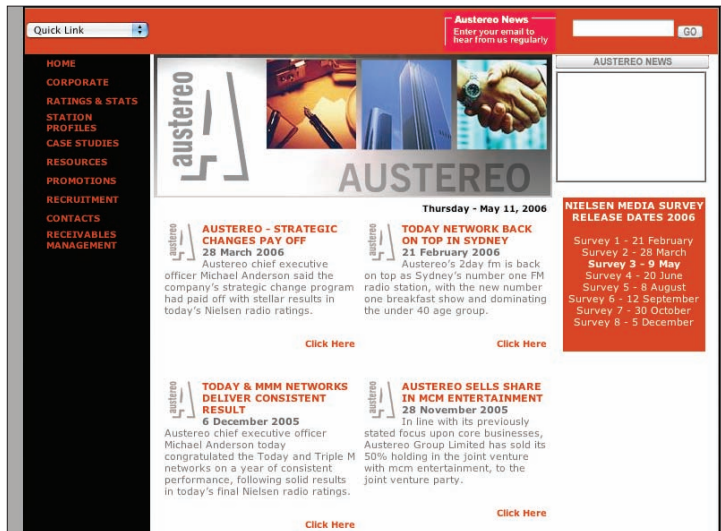 Quick Link
Austereo News
Enter your email to
hear from us regularly
GO
HOME
CORPORATE
RATINGS & STATS
STATION
PROFILES
CASE STUDIES
RESOURCES
PROMOTIONS
RECRUITMENT
CONTACTS
RECEIVABLES
MANAGEMENT
austereo
AUSTEREO
AUSTEREO NEWS
Thursday - May 11, 2006
austereo
AUSTEREO - STRATEGIC
CHANGES PAY OFF
28 March 2006
Austereo chief executive
officer Michael Anderson said the
company's strategic change program
had paid off with stellar results in
today's Nielsen radio ratings.
Click Here
austereo
TODAY NETWORK BACK
ON TOP IN SYDNEY
21 February 2006
Austereo's 2day fm is back
on top as Sydney's number one FM
radio station, with the new number
one breakfast show and dominating
the under 40 age group.
Click Here
austereo
TODAY & MMM NETWORKS
DELIVER CONSISTENT
RESULT
6 December 2005
Austereo chief executive officer
Michael Anderson today
congratulated the Today and Triple M
networks on a year of consistent
performance, following solid results
in today's final Nielsen radio ratings.
Click Here
austereo
AUSTEREO SELLS SHARE
IN MCM ENTERTAINMENT
28 November 2005
In line with its previously
stated focus upon core businesses,
Austereo Group Limited has sold its
50% holding in the joint venture
with mcm entertainment, to the
joint venture party.
Click Here
NIELSEN MEDIA SURVEY
RELEASE DATES 2006
Survey 1 - 21 February
Survey 2 - 28 March
Survey 3 - 9 May
Survey 4 - 20 June
Survey 5 - 8 August
Survey 6 - 12 September
Survey 7 - 30 October
Survey 8 - 5 December